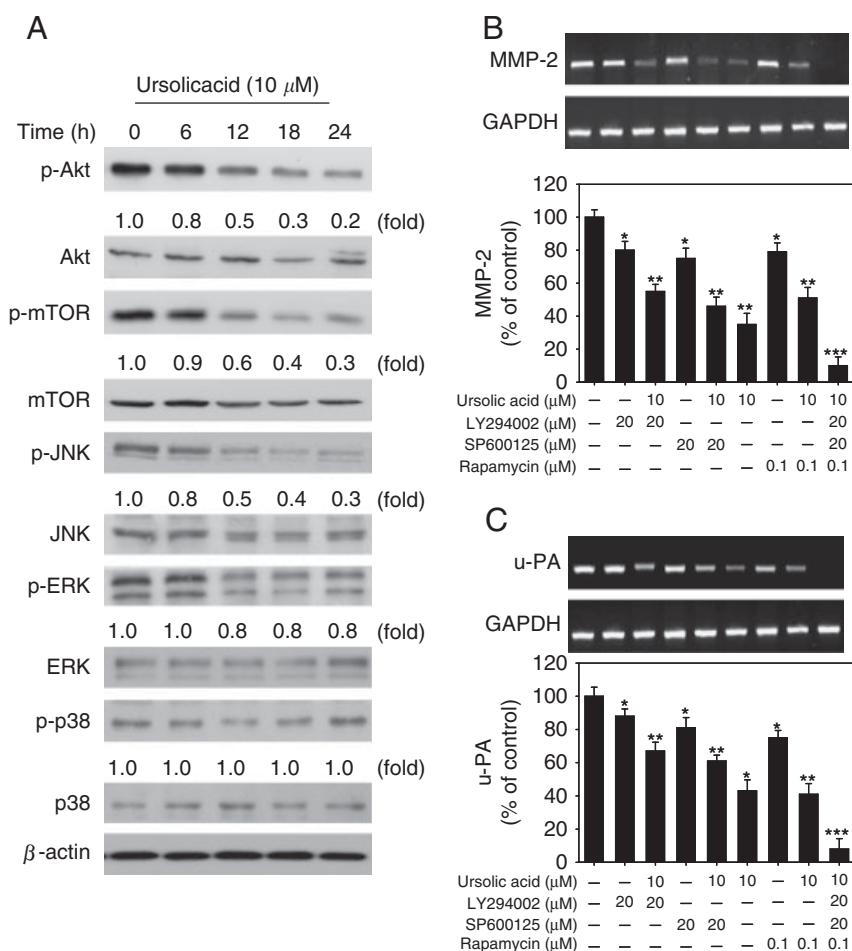 A
Ursolicacid (10 μM)
Time (h) 0 6 12 18 24
p-Akt
1.0 0.8 0.5 0.3 0.2 (fold)
Akt
p-mTOR
1.0 0.9 0.6 0.4 0.3 (fold)
mTOR
p-JNK
1.0 0.8 0.5 0.4 0.3 (fold)
JNK
p-ERK
1.0 1.0 0.8 0.8 0.8 (fold)
ERK
p-p38
1.0 1.0 1.0 1.0 1.0 (fold)
p38
β-actin
B
MMP-2
GAPDH
MMP-2
(% of control)
120
100
80
60
40
20
0
* ** * ** ** * ** ***
Ursolic acid (μM) – – 10 – 10 10 – 10 10
LY294002 (μM) – 20 20 – – – – – 20
SP600125 (μM) – – – 20 20 – – – 20
Rapamycin (μM) – – – – – – 0.1 0.1 0.1
C
u-PA
GAPDH
u-PA
(% of control)
120
100
80
60
40
20
0
* ** * ** * * ** ***
Ursolic acid (μM) – – 10 – 10 10 – 10 10
LY294002 (μM) – 20 20 – – – – – 20
SP600125 (μM) – – – 20 20 – – – 20
Rapamycin (μM) – – – – – – 0.1 0.1 0.1